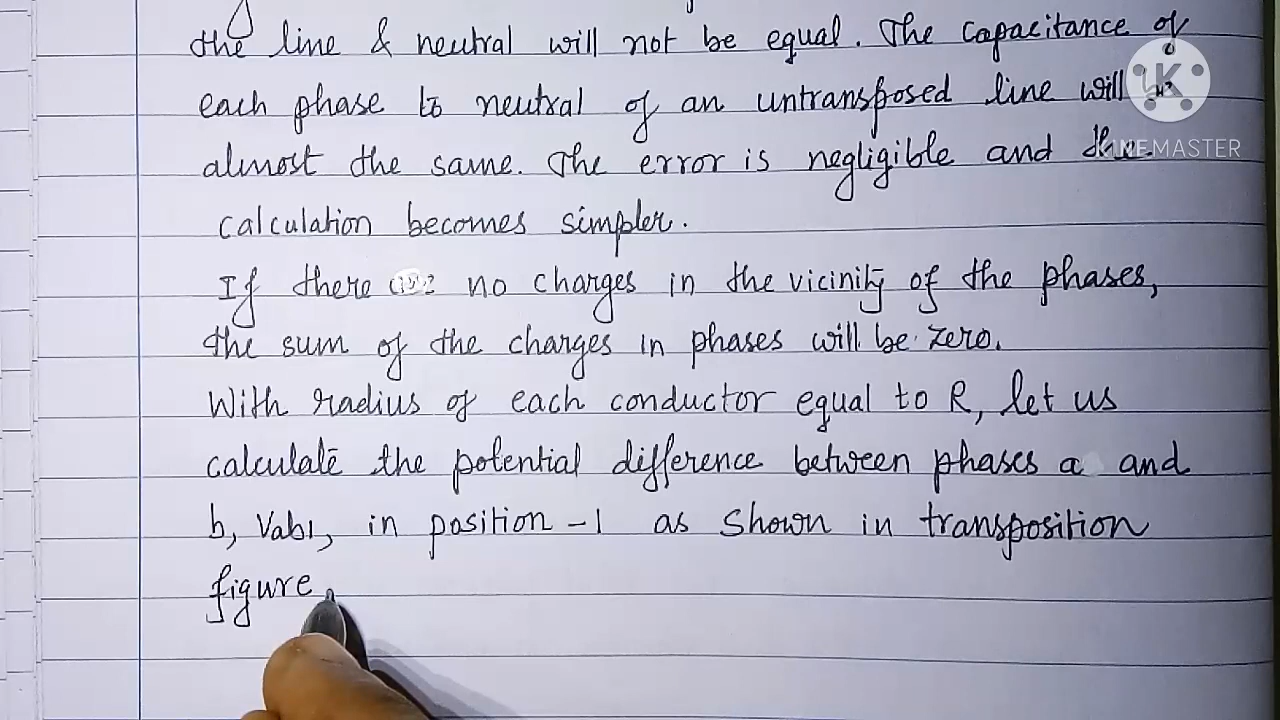 the line & neutral will not be equal. The capacitance of
each phase to neutral of an untransposed line will
almost the same. The error is negligible and the
calculation becomes simpler.
If there no charges in the vicinity of the phases,
the sum of the charges in phases will be zero.
With radius of each conductor equal to R, let us
calculate the potential difference between phases a and
b, Vab1, in position -1 as shown in transposition
figure.
K
KINEMASTER